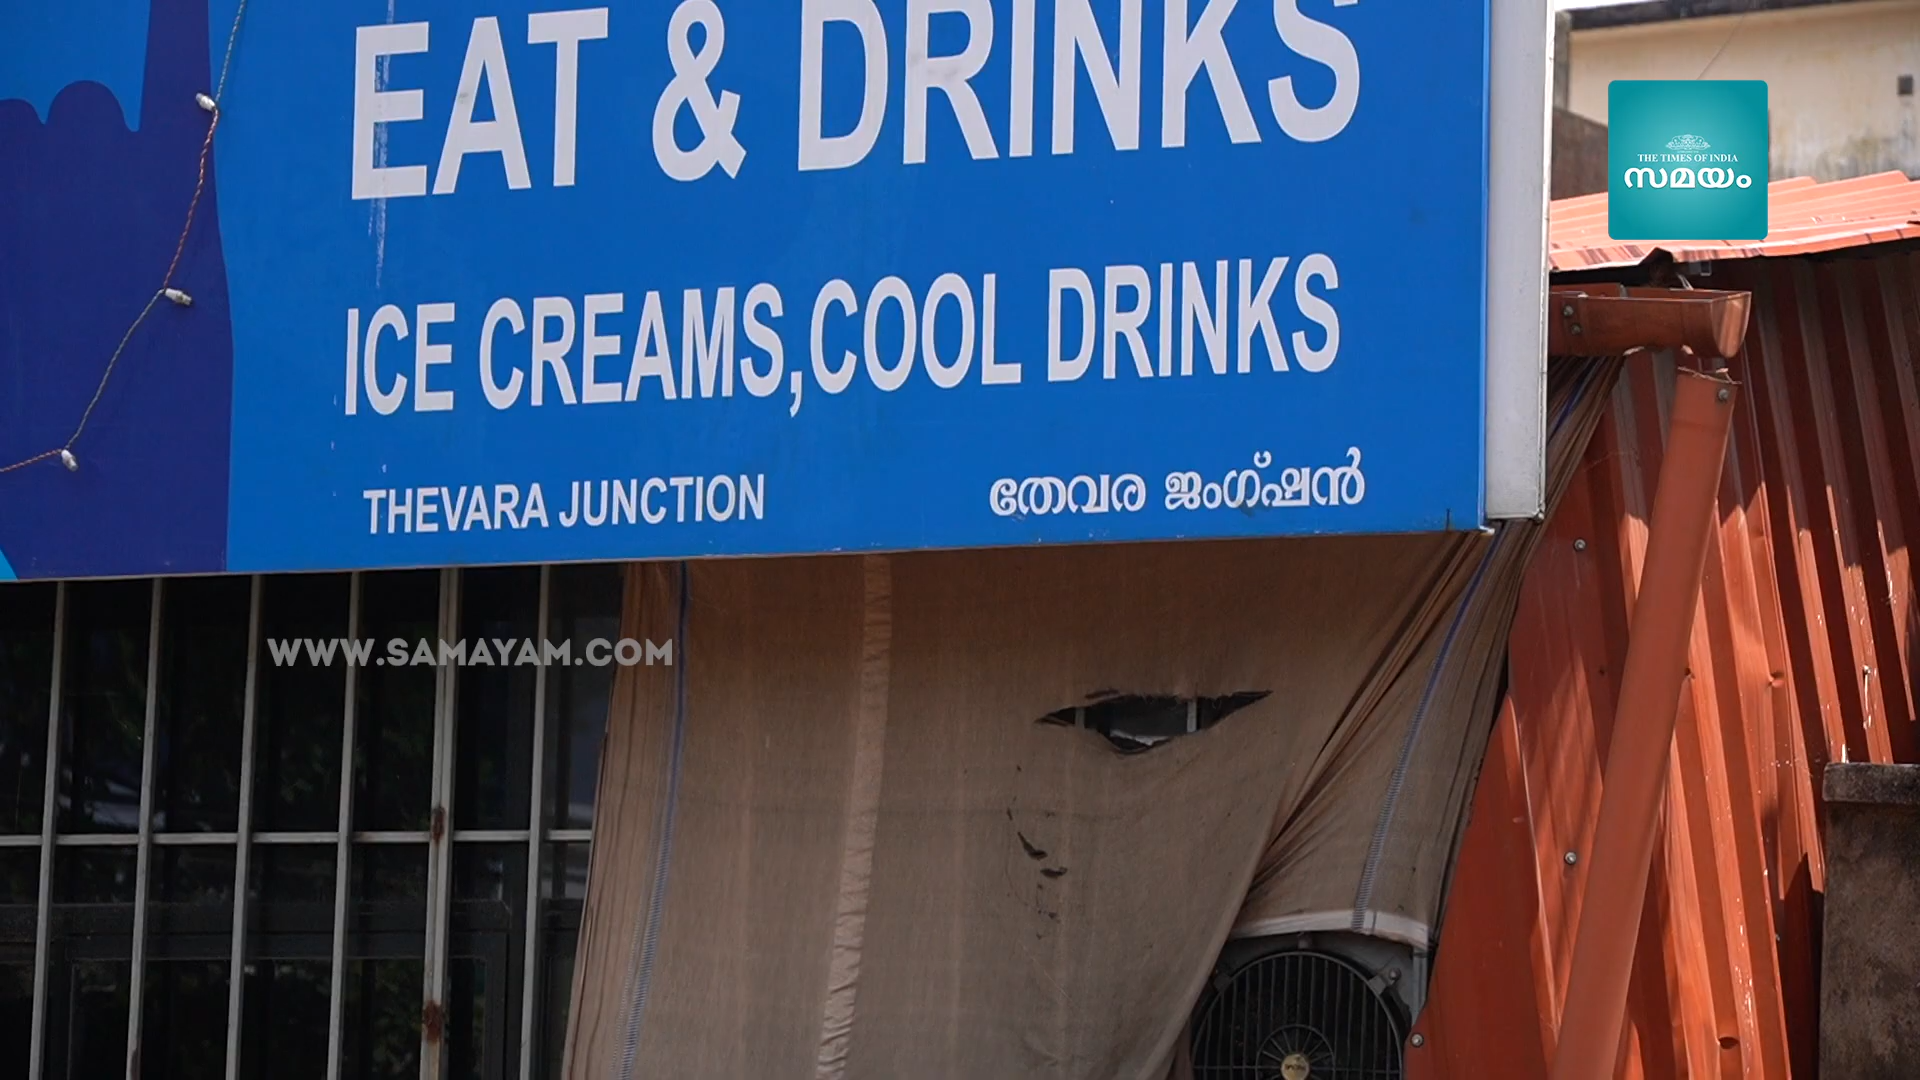 EAT & DRINKS
THE TIMES OF INDIA
സമയം
ICE CREAMS,COOL DRINKS
THEVARA JUNCTION
തേവര ജംഗ്ഷൻ
WWW.SAMAYAM.COM